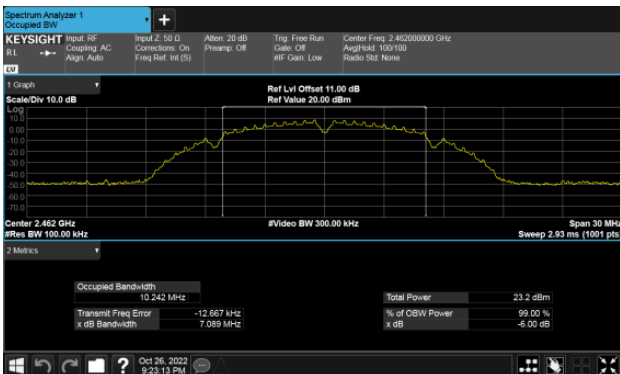 Spectrum Analyzer 1
Occupied BW
KEYSIGHT Input: RF Input Z: 50 Ω Atten: 20 dB Trig: Free Run Center Freq: 2.462000000 GHz
R L Coupling: AC Corrections: On Preamp: Off Gate: Off Avg|Hold: 100/100
Align: Auto Freq Ref: Int (S) #IF Gain: Low Radio Std: None
LXI
1 Graph
Ref Lvl Offset 11.00 dB
Scale/Div 10.0 dB Ref Value 20.00 dBm
Log
10.0
0.00
-10.0
-20.0
-30.0
-40.0
-50.0
-60.0
-70.0
Center 2.462 GHz #Video BW 300.00 kHz Span 30 MHz
#Res BW 100.00 kHz Sweep 2.93 ms (1001 pts)
2 Metrics
Occupied Bandwidth
10.242 MHz Total Power 23.2 dBm
Transmit Freq Error -12.667 kHz % of OBW Power 99.00 %
x dB Bandwidth 7.089 MHz x dB -6.00 dB
? Oct 26, 2022
9:23:13 PM